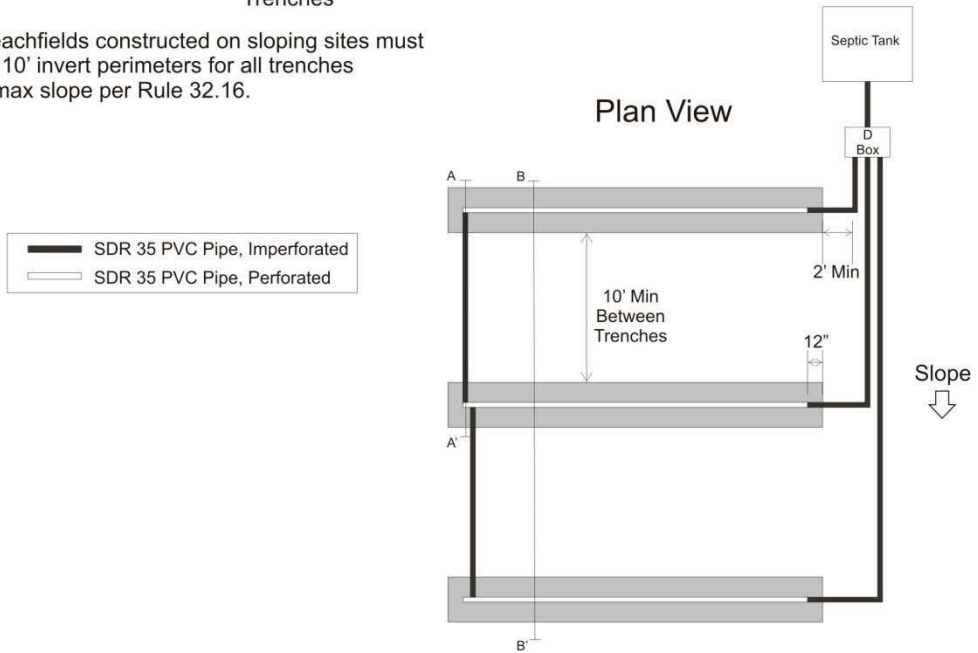 Trenches
eachfields constructed on sloping sites must
10’ invert perimeters for all trenches
max slope per Rule 32.16.
Septic Tank
Plan View
D
Box
A
B
SDR 35 PVC Pipe, Imperforated
SDR 35 PVC Pipe, Perforated
2’ Min
10’ Min
Between
Trenches
12”
Slope
A’
B’